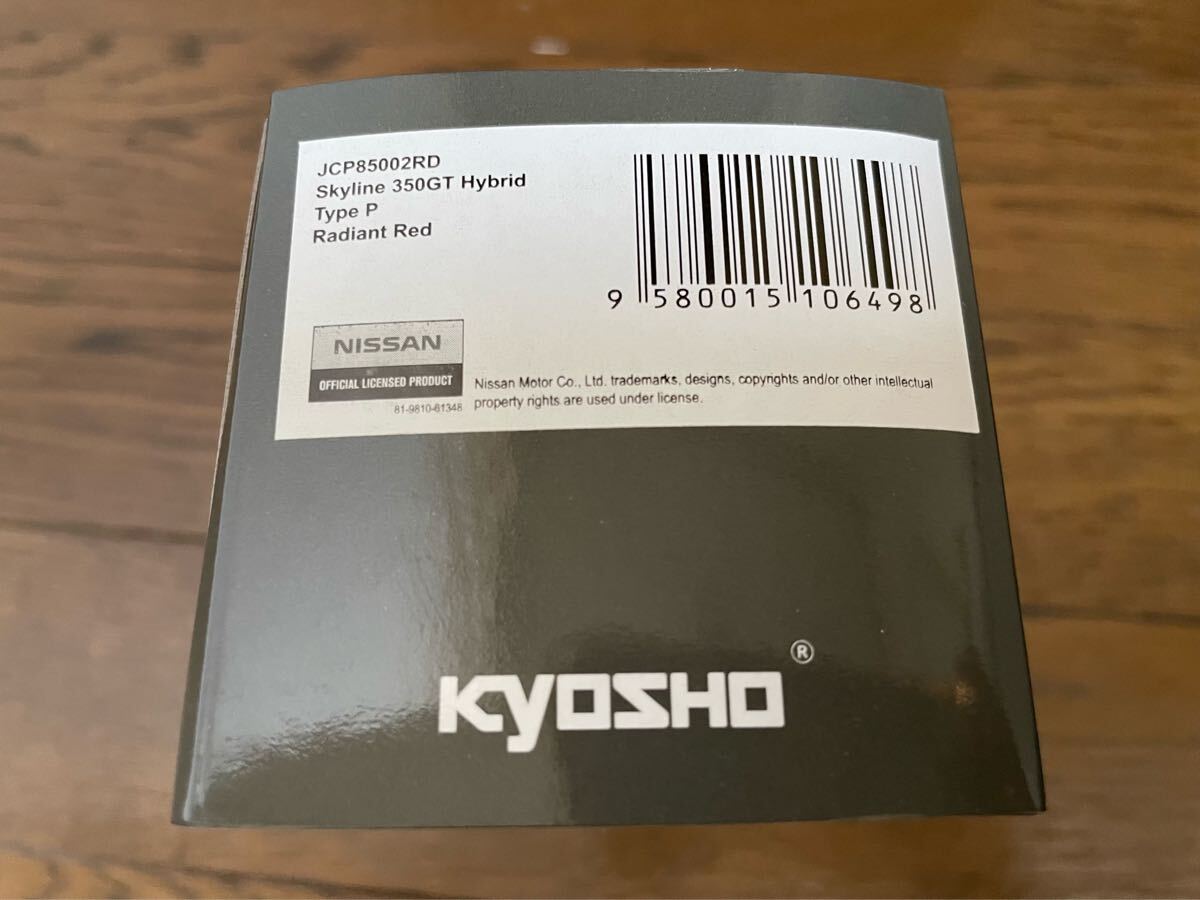 JCP85002RD
Skyline 350GT Hybrid
Type P
Radiant Red
9 580015 106498
NISSAN
OFFICIAL LICENSED PRODUCT
81-9810-61348
Nissan Motor Co., Ltd. trademarks, designs, copyrights and/or other intellectual
property rights are used under license.
KYOSHO®